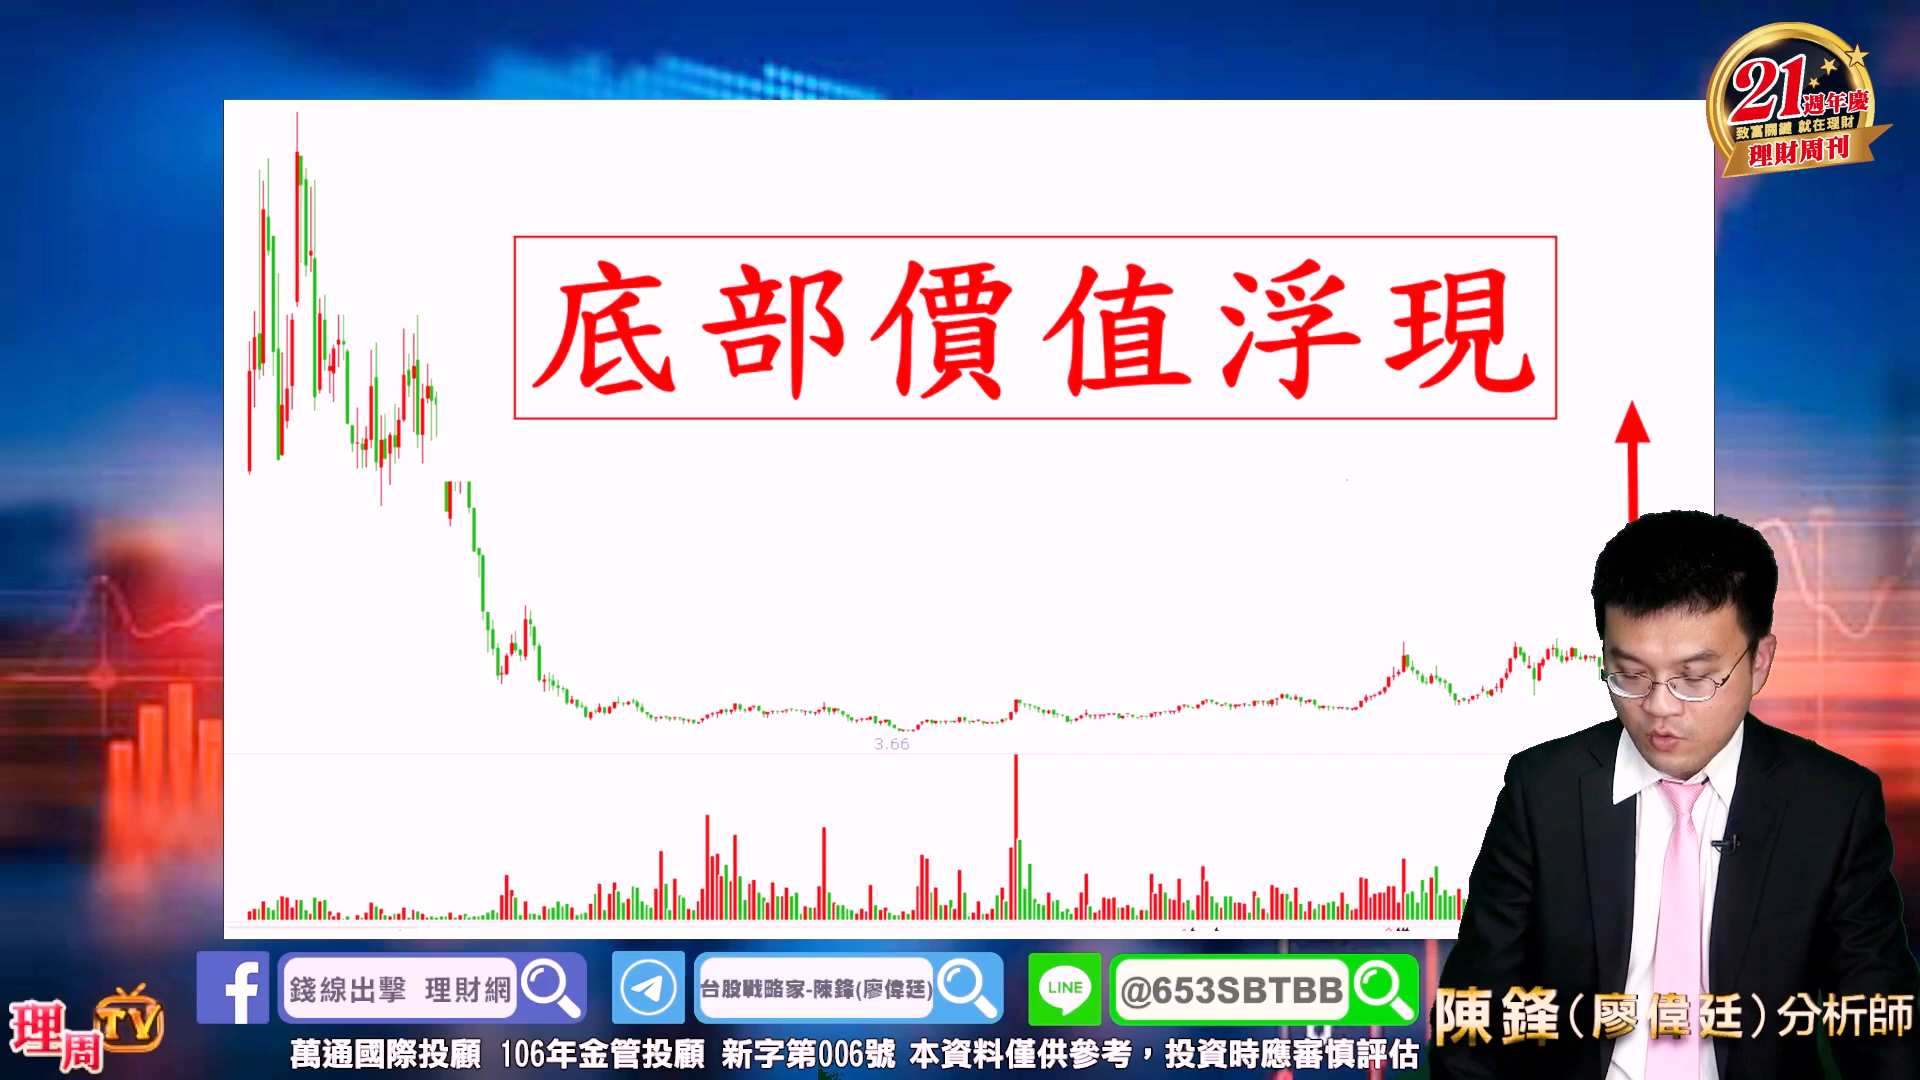 21週年慶
致富關鍵 就在理財
理財周刊
底部價值浮現
3.66
錢線出擊 理財網
台股戰略家-陳鋒(廖偉廷)
LINE
@653SBTBB
陳鋒(廖偉廷)分析師
理周TV
萬通國際投顧 106年金管投顧 新字第006號 本資料僅供參考,投資時應審慎評估